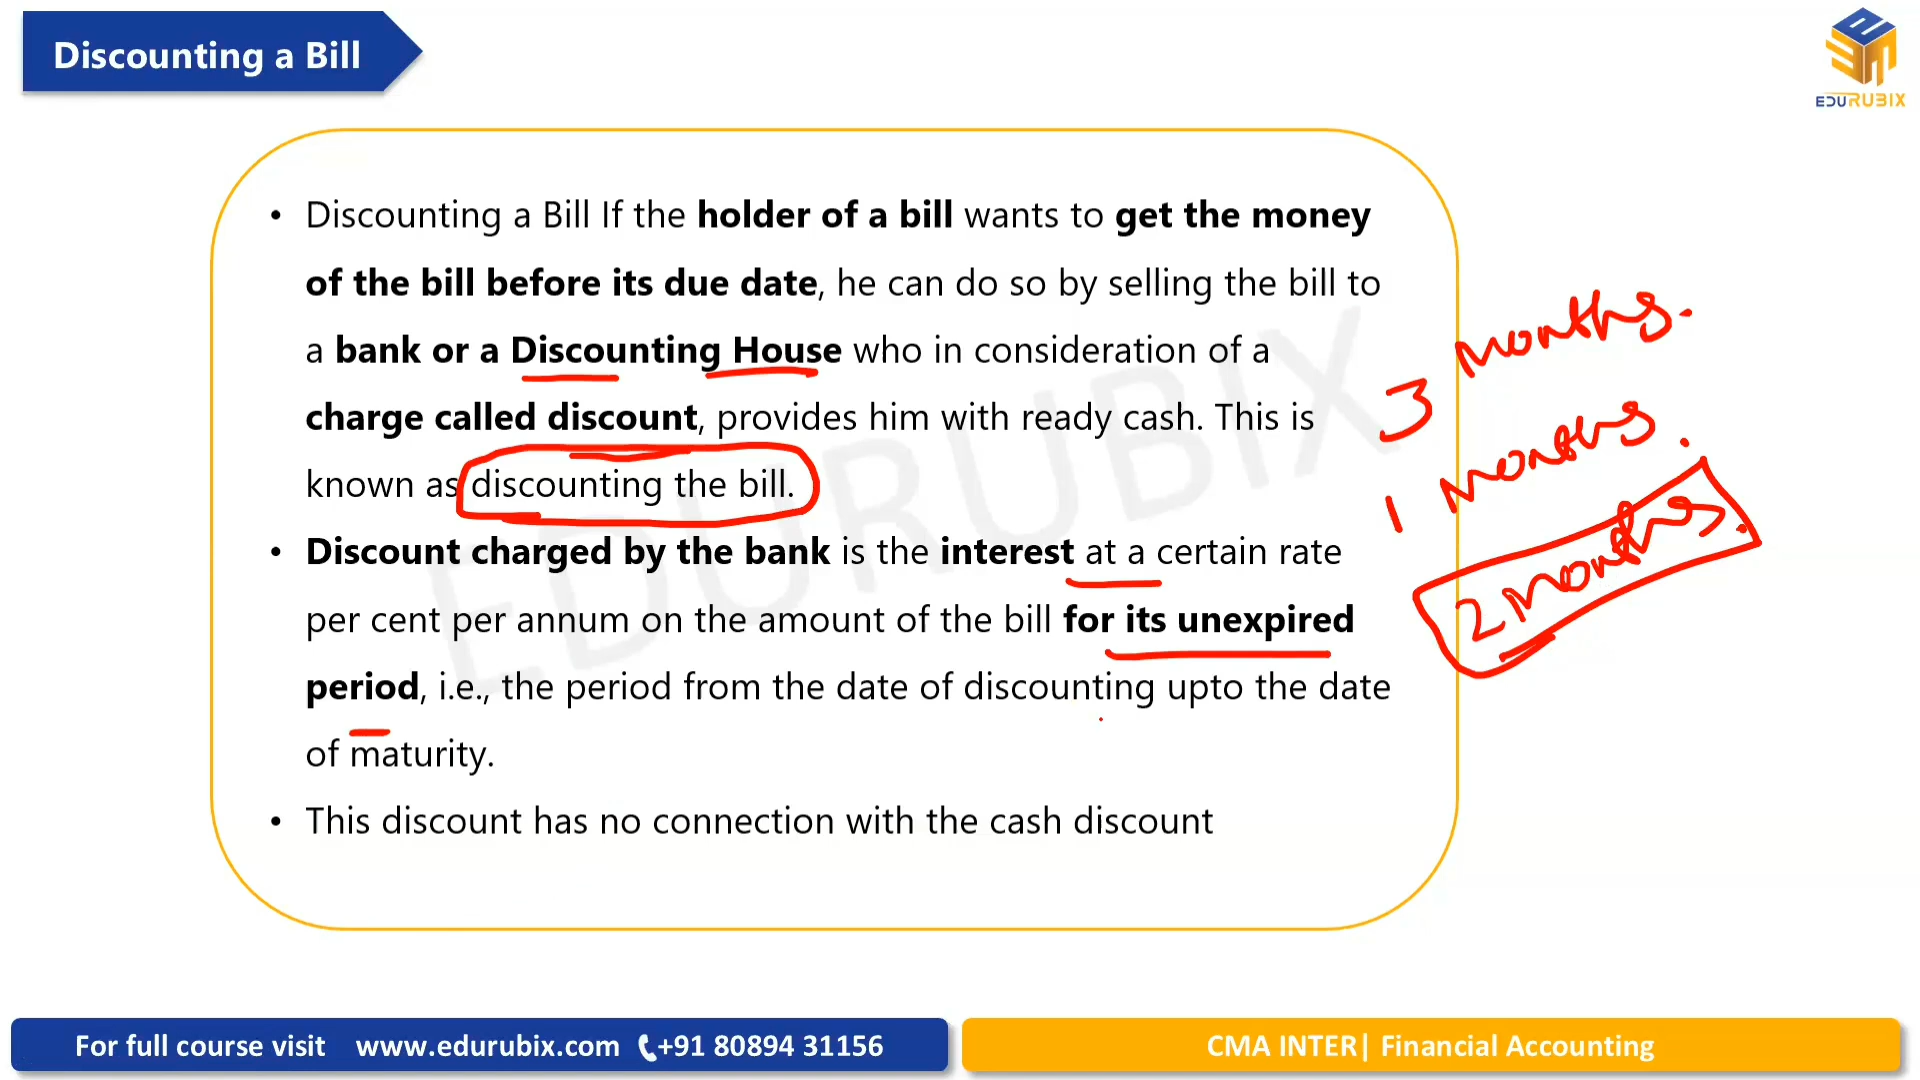 Discounting a Bill
EDURUBIX
• Discounting a Bill If the holder of a bill wants to get the money
of the bill before its due date, he can do so by selling the bill to
a bank or a Discounting House who in consideration of a
charge called discount, provides him with ready cash. This is
known as discounting the bill.
• Discount charged by the bank is the interest at a certain rate
per cent per annum on the amount of the bill for its unexpired
period, i.e., the period from the date of discounting upto the date
of maturity.
• This discount has no connection with the cash discount
3 Months.
1 Months.
2 Months.
EDURUBIX
For full course visit www.edurubix.com +91 80894 31156
CMA INTER| Financial Accounting